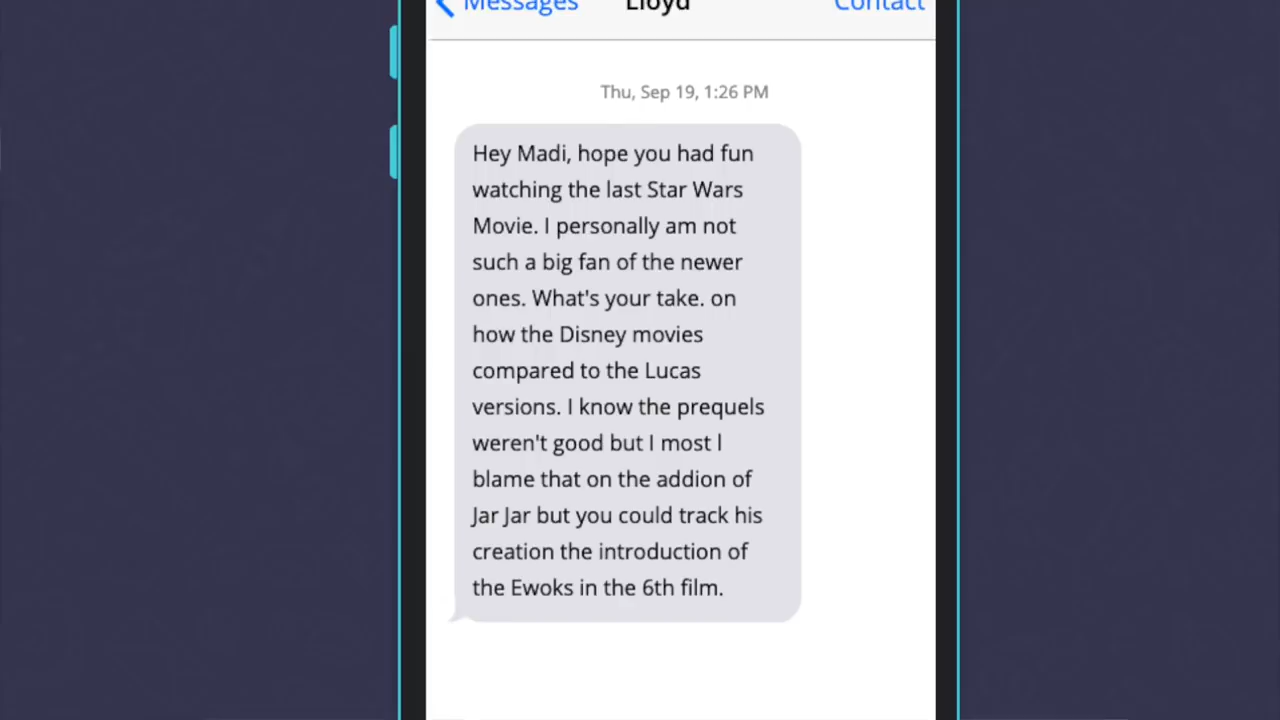 Messages Lloyd Contact
Thu, Sep 19, 1:26 PM
Hey Madi, hope you had fun
watching the last Star Wars
Movie. I personally am not
such a big fan of the newer
ones. What's your take. on
how the Disney movies
compared to the Lucas
versions. I know the prequels
weren't good but I most l
blame that on the addion of
Jar Jar but you could track his
creation the introduction of
the Ewoks in the 6th film.